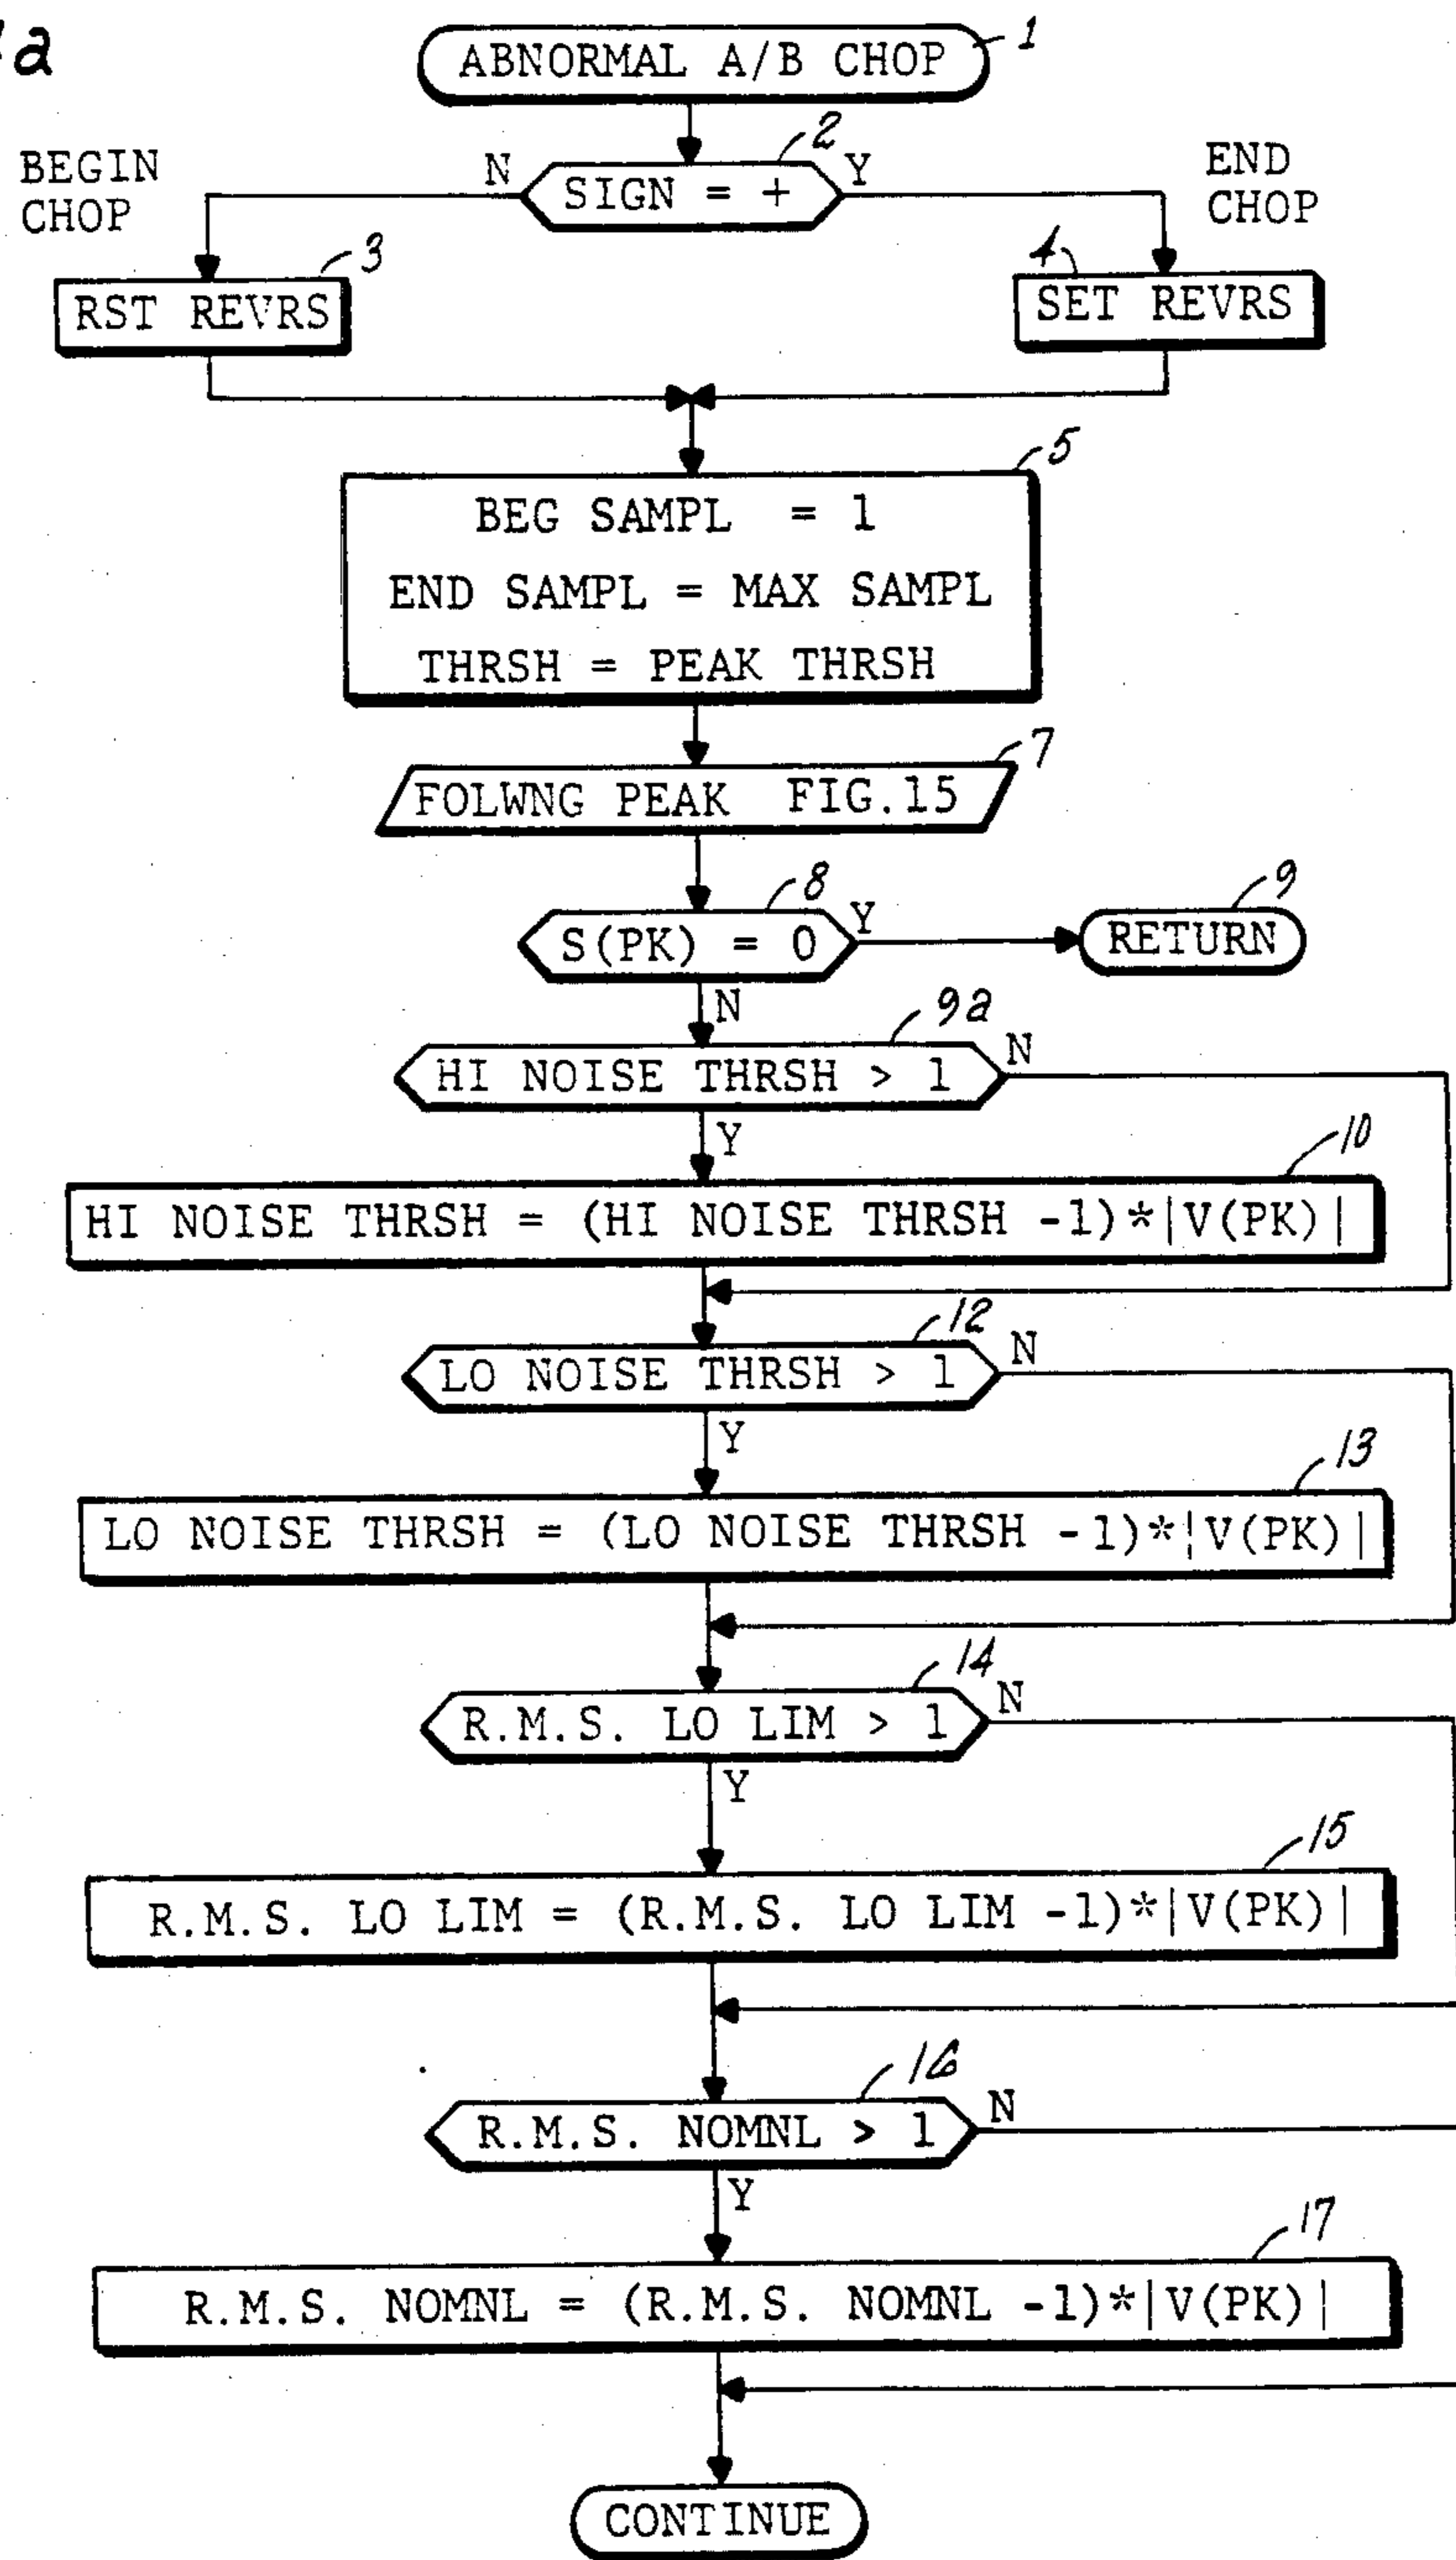 a
ABNORMAL A/B CHOP
1
2
N
SIGN = +
Y
BEGIN
CHOP
END
CHOP
3
RST REVRS
4
SET REVRS
5
BEG SAMPL = 1
END SAMPL = MAX SAMPL
THRSH = PEAK THRSH
7
FOLWNG PEAK FIG.15
8
S(PK) = 0
Y
9
RETURN
N
9a
HI NOISE THRSH > 1
N
Y
10
HI NOISE THRSH = (HI NOISE THRSH -1)*|V(PK)|
12
LO NOISE THRSH > 1
N
Y
13
LO NOISE THRSH = (LO NOISE THRSH -1)*|V(PK)|
14
R.M.S. LO LIM > 1
N
Y
15
R.M.S. LO LIM = (R.M.S. LO LIM -1)*|V(PK)|
16
R.M.S. NOMNL > 1
N
Y
17
R.M.S. NOMNL = (R.M.S. NOMNL -1)*|V(PK)|
CONTINUE